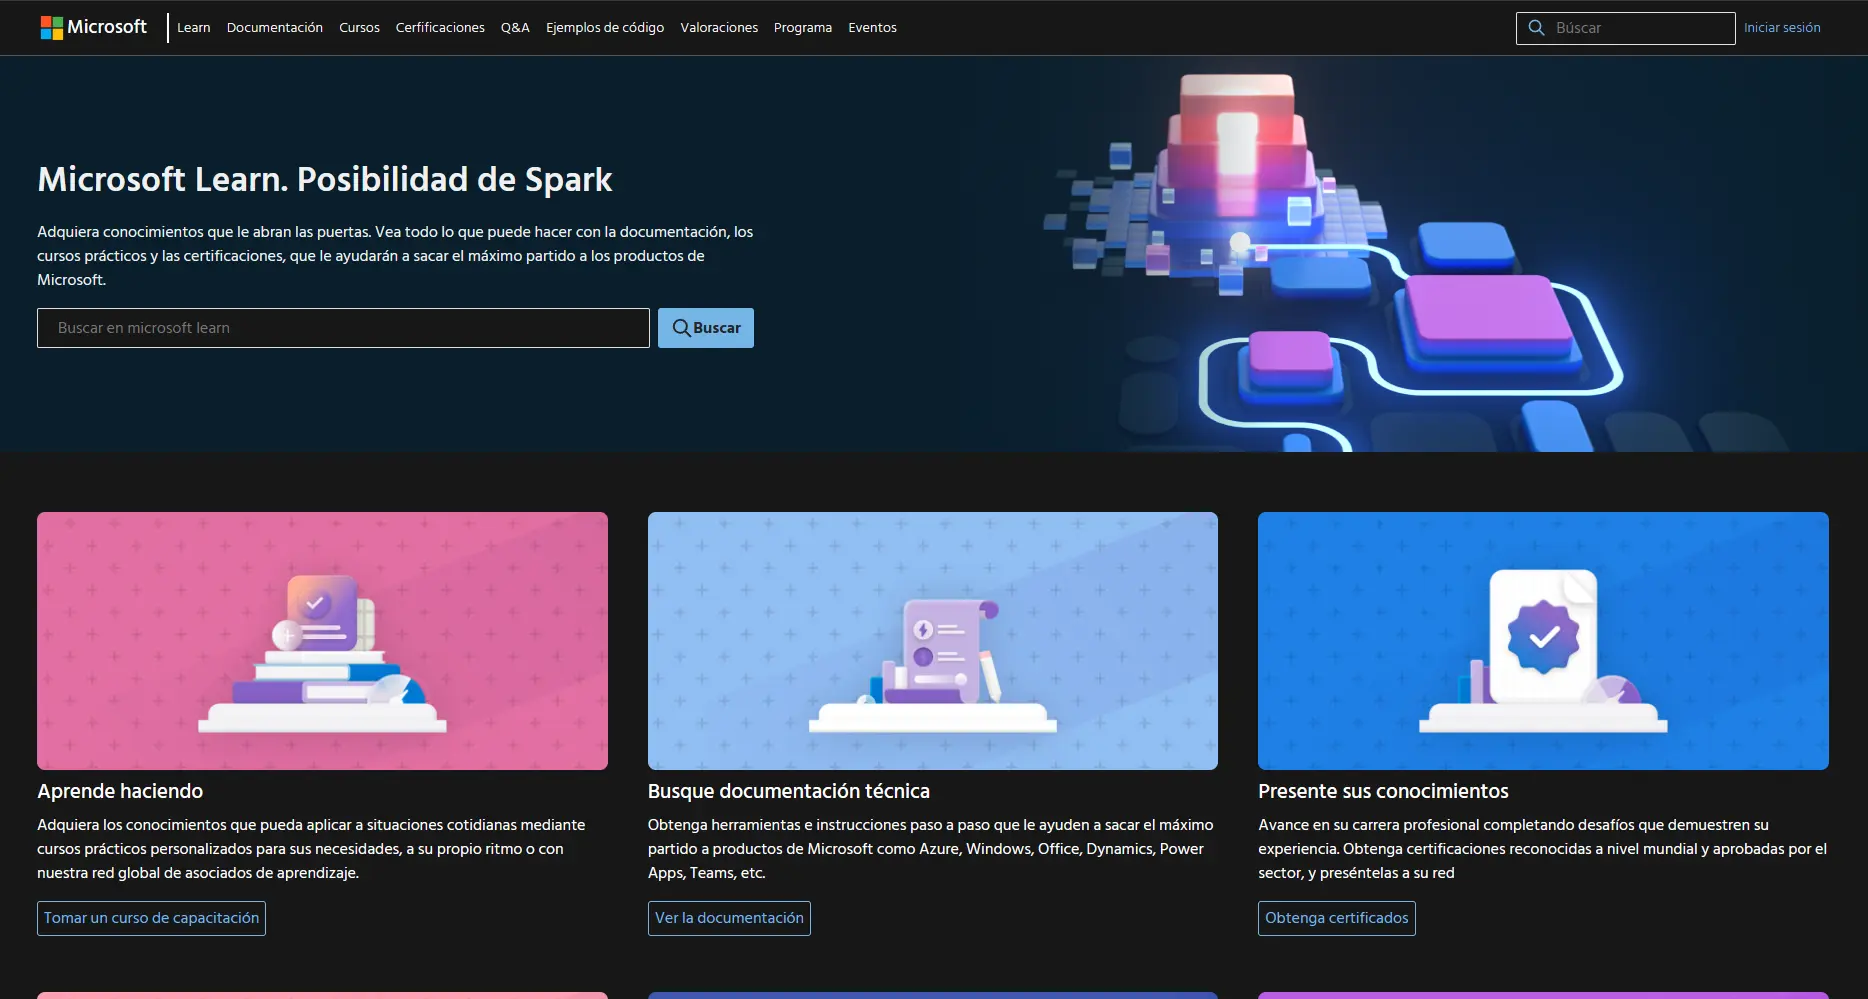 Microsoft
Learn
Documentación
Cursos
Cerfificaciones
Q&A
Ejemplos de código
Valoraciones
Programa
Eventos
Búscar
Iniciar sesión
Microsoft Learn. Posibilidad de Spark
Adquiera conocimientos que le abran las puertas. Vea todo lo que puede hacer con la documentación, los
cursos prácticos y las certificaciones, que le ayudarán a sacar el máximo partido a los productos de
Microsoft.
Buscar en microsoft learn
Buscar
Aprende haciendo
Adquiera los conocimientos que pueda aplicar a situaciones cotidianas mediante
cursos prácticos personalizados para sus necesidades, a su propio ritmo o con
nuestra red global de asociados de aprendizaje.
Tomar un curso de capacitación
Busque documentación técnica
Obtenga herramientas e instrucciones paso a paso que le ayuden a sacar el máximo
partido a productos de Microsoft como Azure, Windows, Office, Dynamics, Power
Apps, Teams, etc.
Ver la documentación
Presente sus conocimientos
Avance en su carrera profesional completando desafíos que demuestren su
experiencia. Obtenga certificaciones reconocidas a nivel mundial y aprobadas por el
sector, y preséntelas a su red
Obtenga certificados